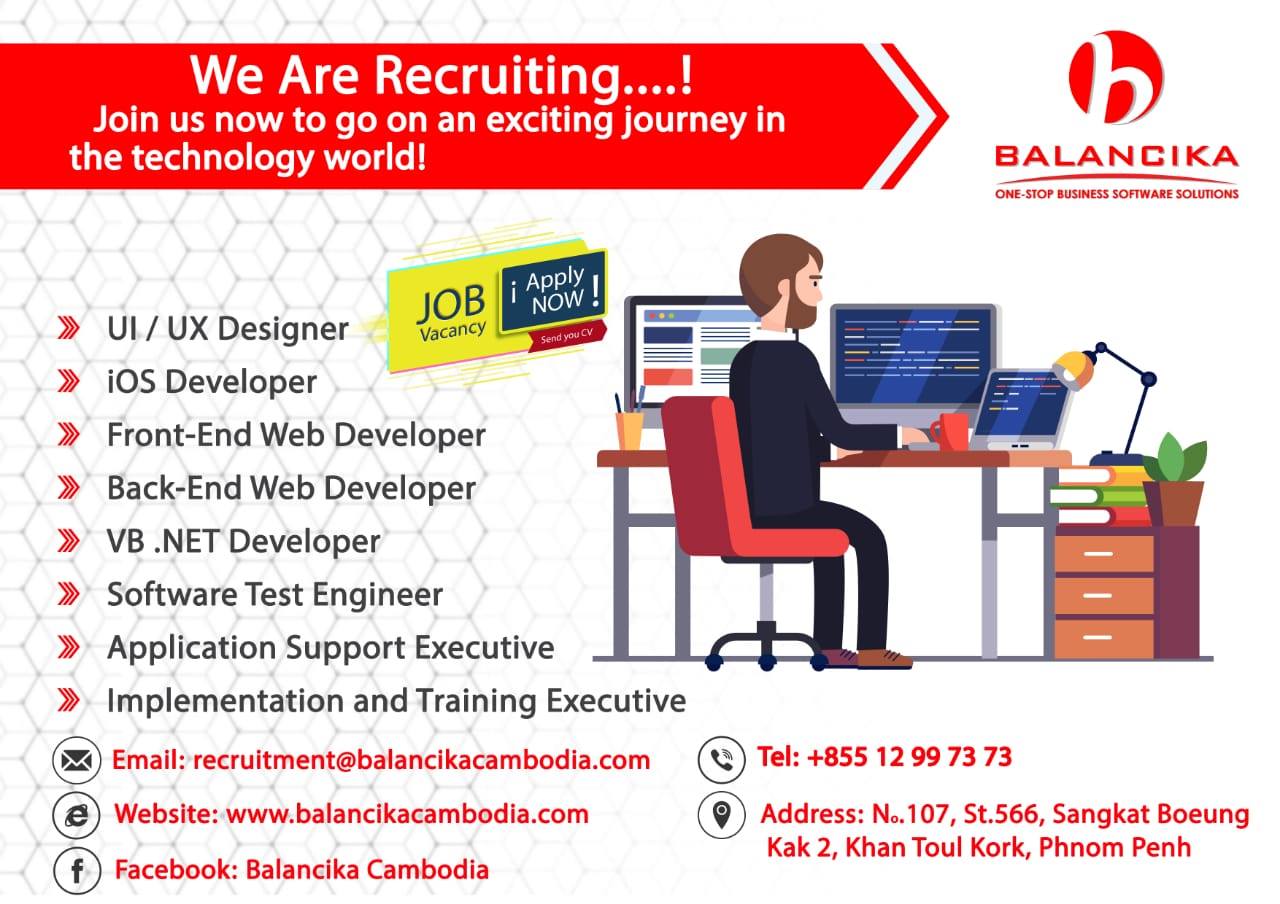 We Are Recruiting....!
Join us now to go on an exciting journey in
the technology world!
b
BALANCIKA
ONE-STOP BUSINESS SOFTWARE SOLUTIONS
JOB
Vacancy
¡ Apply
NOW !
Send you CV
UI / UX Designer
iOS Developer
Front-End Web Developer
Back-End Web Developer
VB .NET Developer
Software Test Engineer
Application Support Executive
Implementation and Training Executive
Email: recruitment@balancikacambodia.com
Website: www.balancikacambodia.com
Facebook: Balancika Cambodia
Tel: +855 12 99 73 73
Address: No.107, St.566, Sangkat Boeung
Kak 2, Khan Toul Kork, Phnom Penh